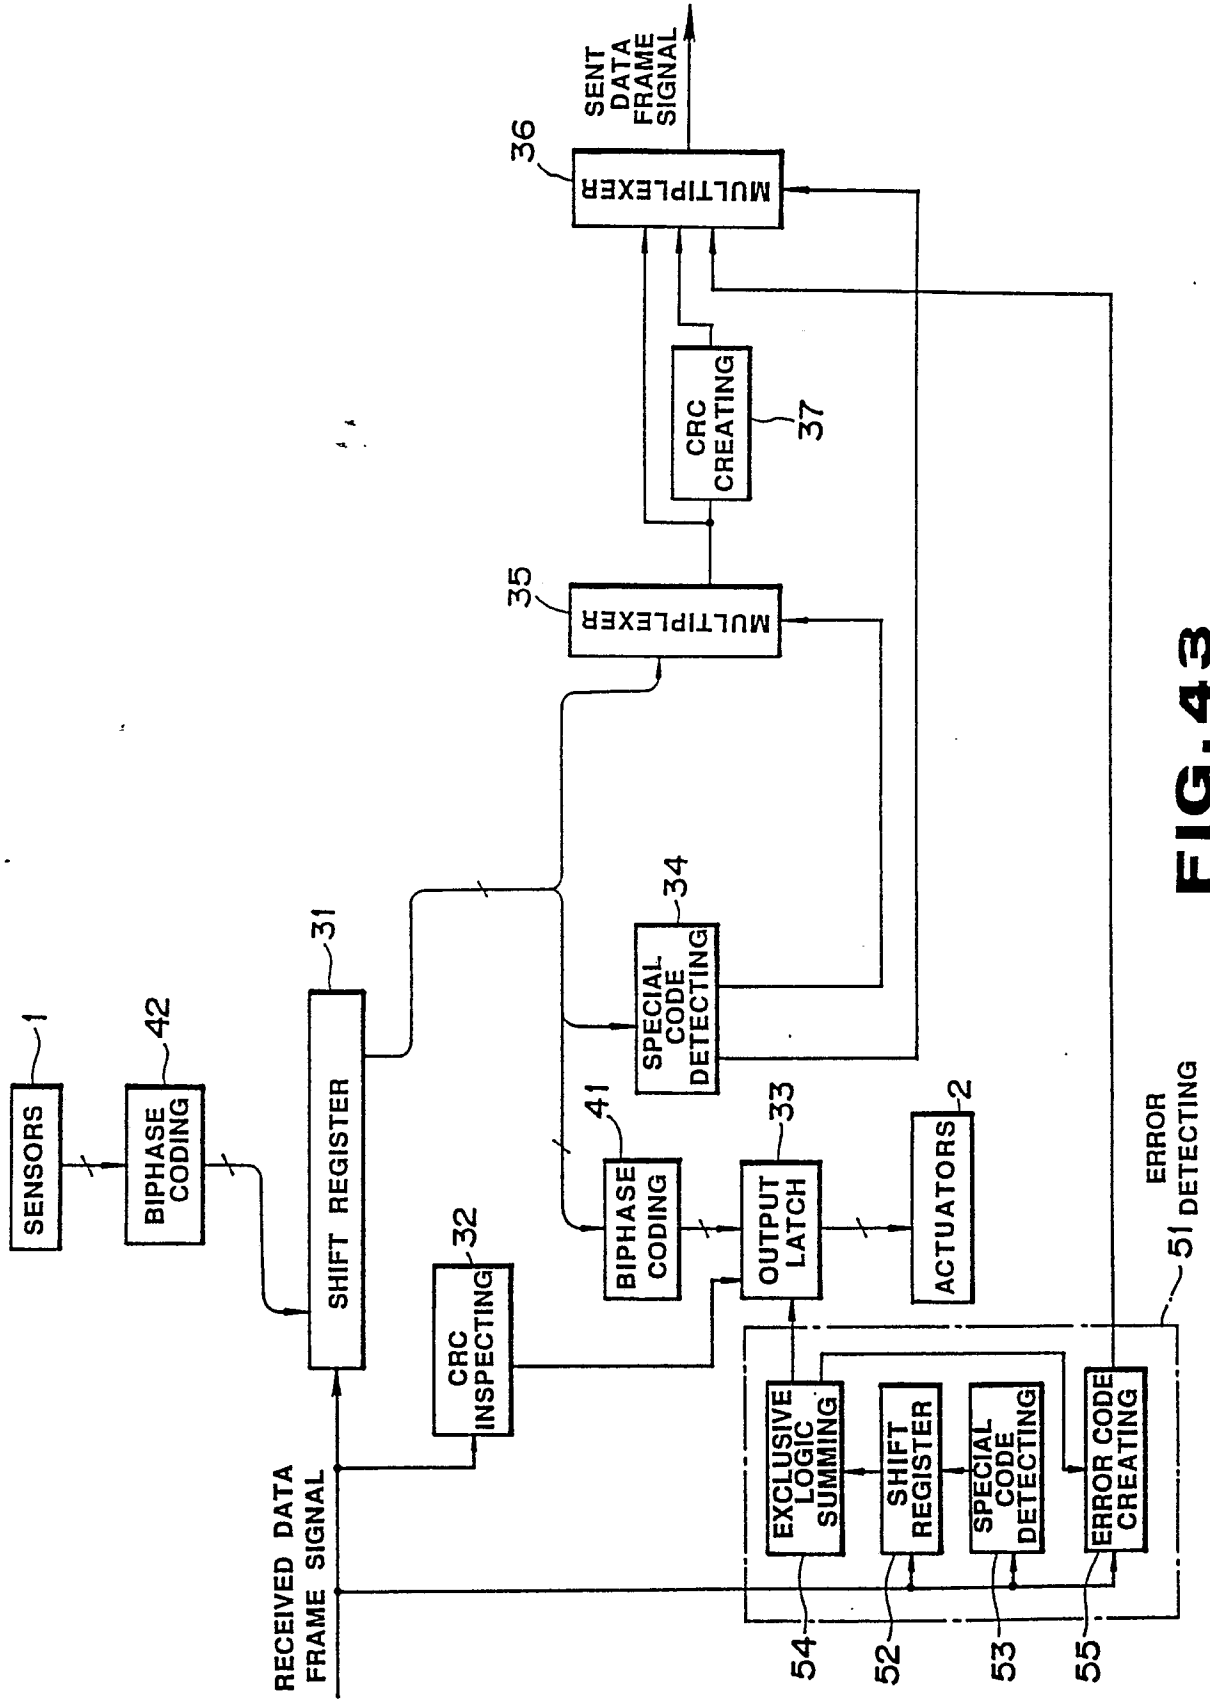 SENSORS
1
BIPHASE
CODING
42
RECEIVED DATA
FRAME SIGNAL
SHIFT REGISTER
31
CRC
INSPECTING
32
BIPHASE
CODING
41
SPECIAL
CODE
DETECTING
34
MULTIPLEXER
35
CRC
CREATING
37
MULTIPLEXER
36
SENT
DATA
FRAME
SIGNAL
OUTPUT
LATCH
33
ACTUATORS
2
EXCLUSIVE
LOGIC
SUMMING
54
SHIFT
REGISTER
52
SPECIAL
CODE
DETECTING
53
ERROR CODE
CREATING
55
51
ERROR
DETECTING
FIG. 43